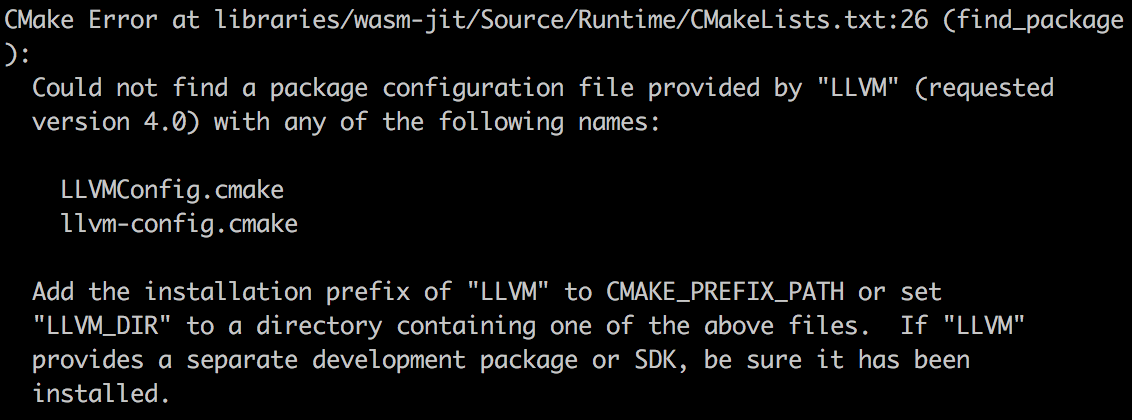 CMake Error at libraries/wasm-jit/Source/Runtime/CMakeLists.txt:26 (find_package
):
Could not find a package configuration file provided by "LLVM" (requested
version 4.0) with any of the following names:
LLVMConfig.cmake
llvm-config.cmake
Add the installation prefix of "LLVM" to CMAKE_PREFIX_PATH or set
"LLVM_DIR" to a directory containing one of the above files.  If "LLVM"
provides a separate development package or SDK, be sure it has been
installed.